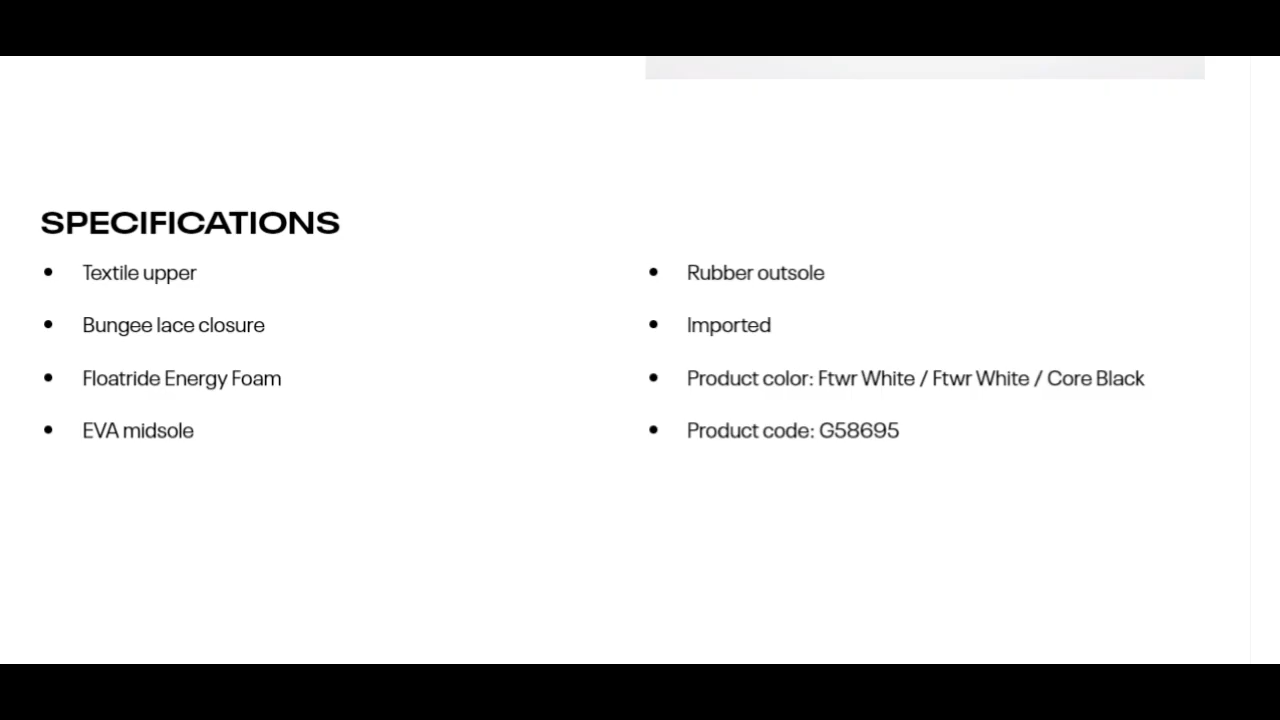 SPECIFICATIONS
• Textile upper
• Bungee lace closure
• Floatride Energy Foam
• EVA midsole
• Rubber outsole
• Imported
• Product color: Ftwr White / Ftwr White / Core Black
• Product code: G58695